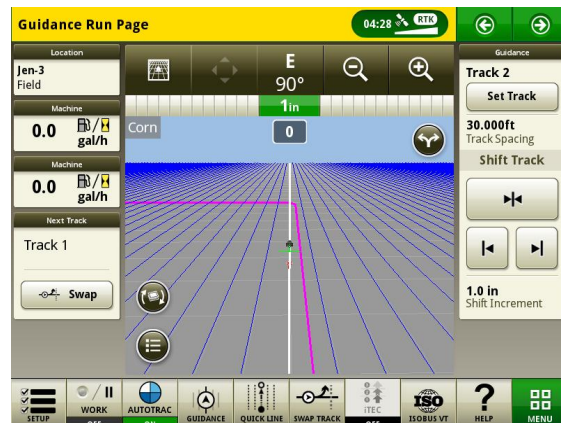 Guidance Run Page
04:28 RTK
Location
Jen-3
Field
Machine
0.0 gal/h
Machine
0.0 gal/h
Next Track
Track 1
Swap
E
90°
1in
Corn
0
Guidance
Track 2
Set Track
30.000ft
Track Spacing
Shift Track
1.0 in
Shift Increment
SETUP
WORK
OFF
AUTOTRAC
ON
GUIDANCE
QUICK LINE
SWAP TRACK
iTEC
OFF
ISO
ISOBUS VT
?
HELP
MENU